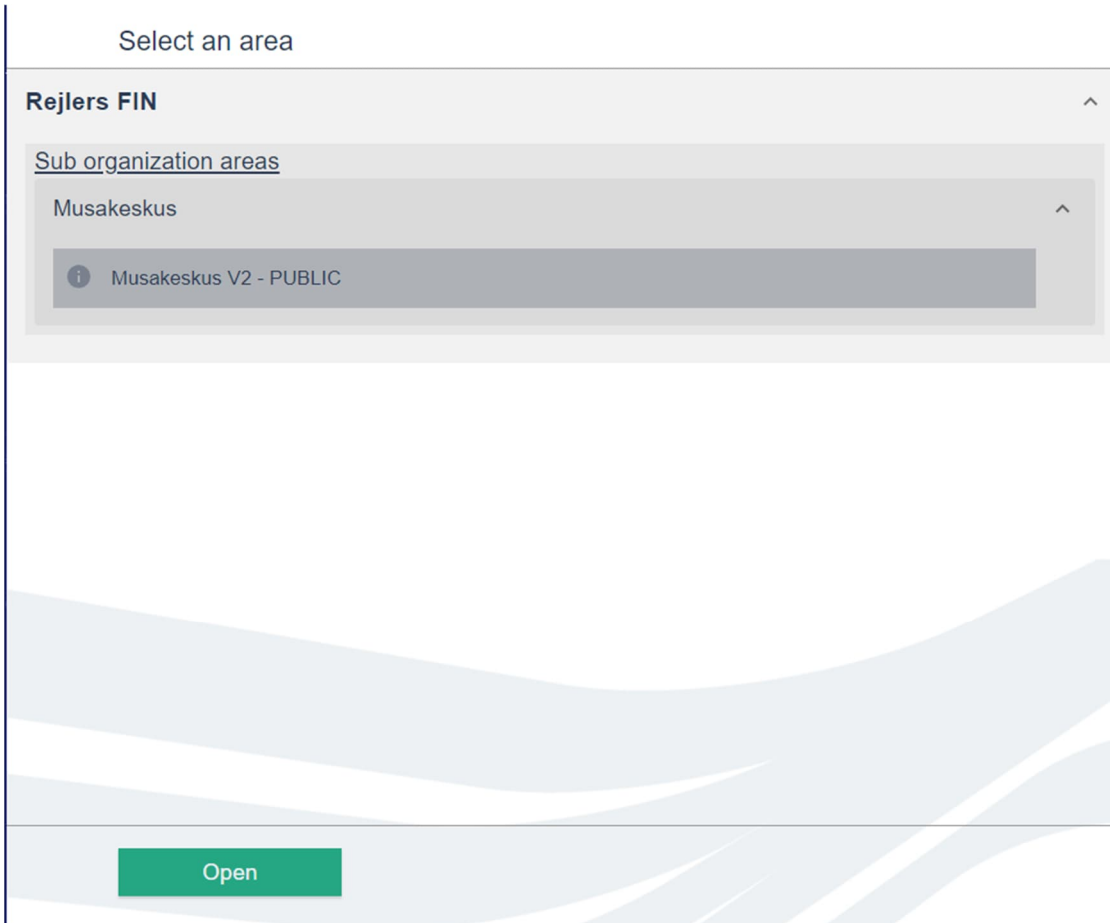 Select an area
Rejlers FIN
Sub organization areas
Musakeskus
Musakeskus V2 - PUBLIC
Open